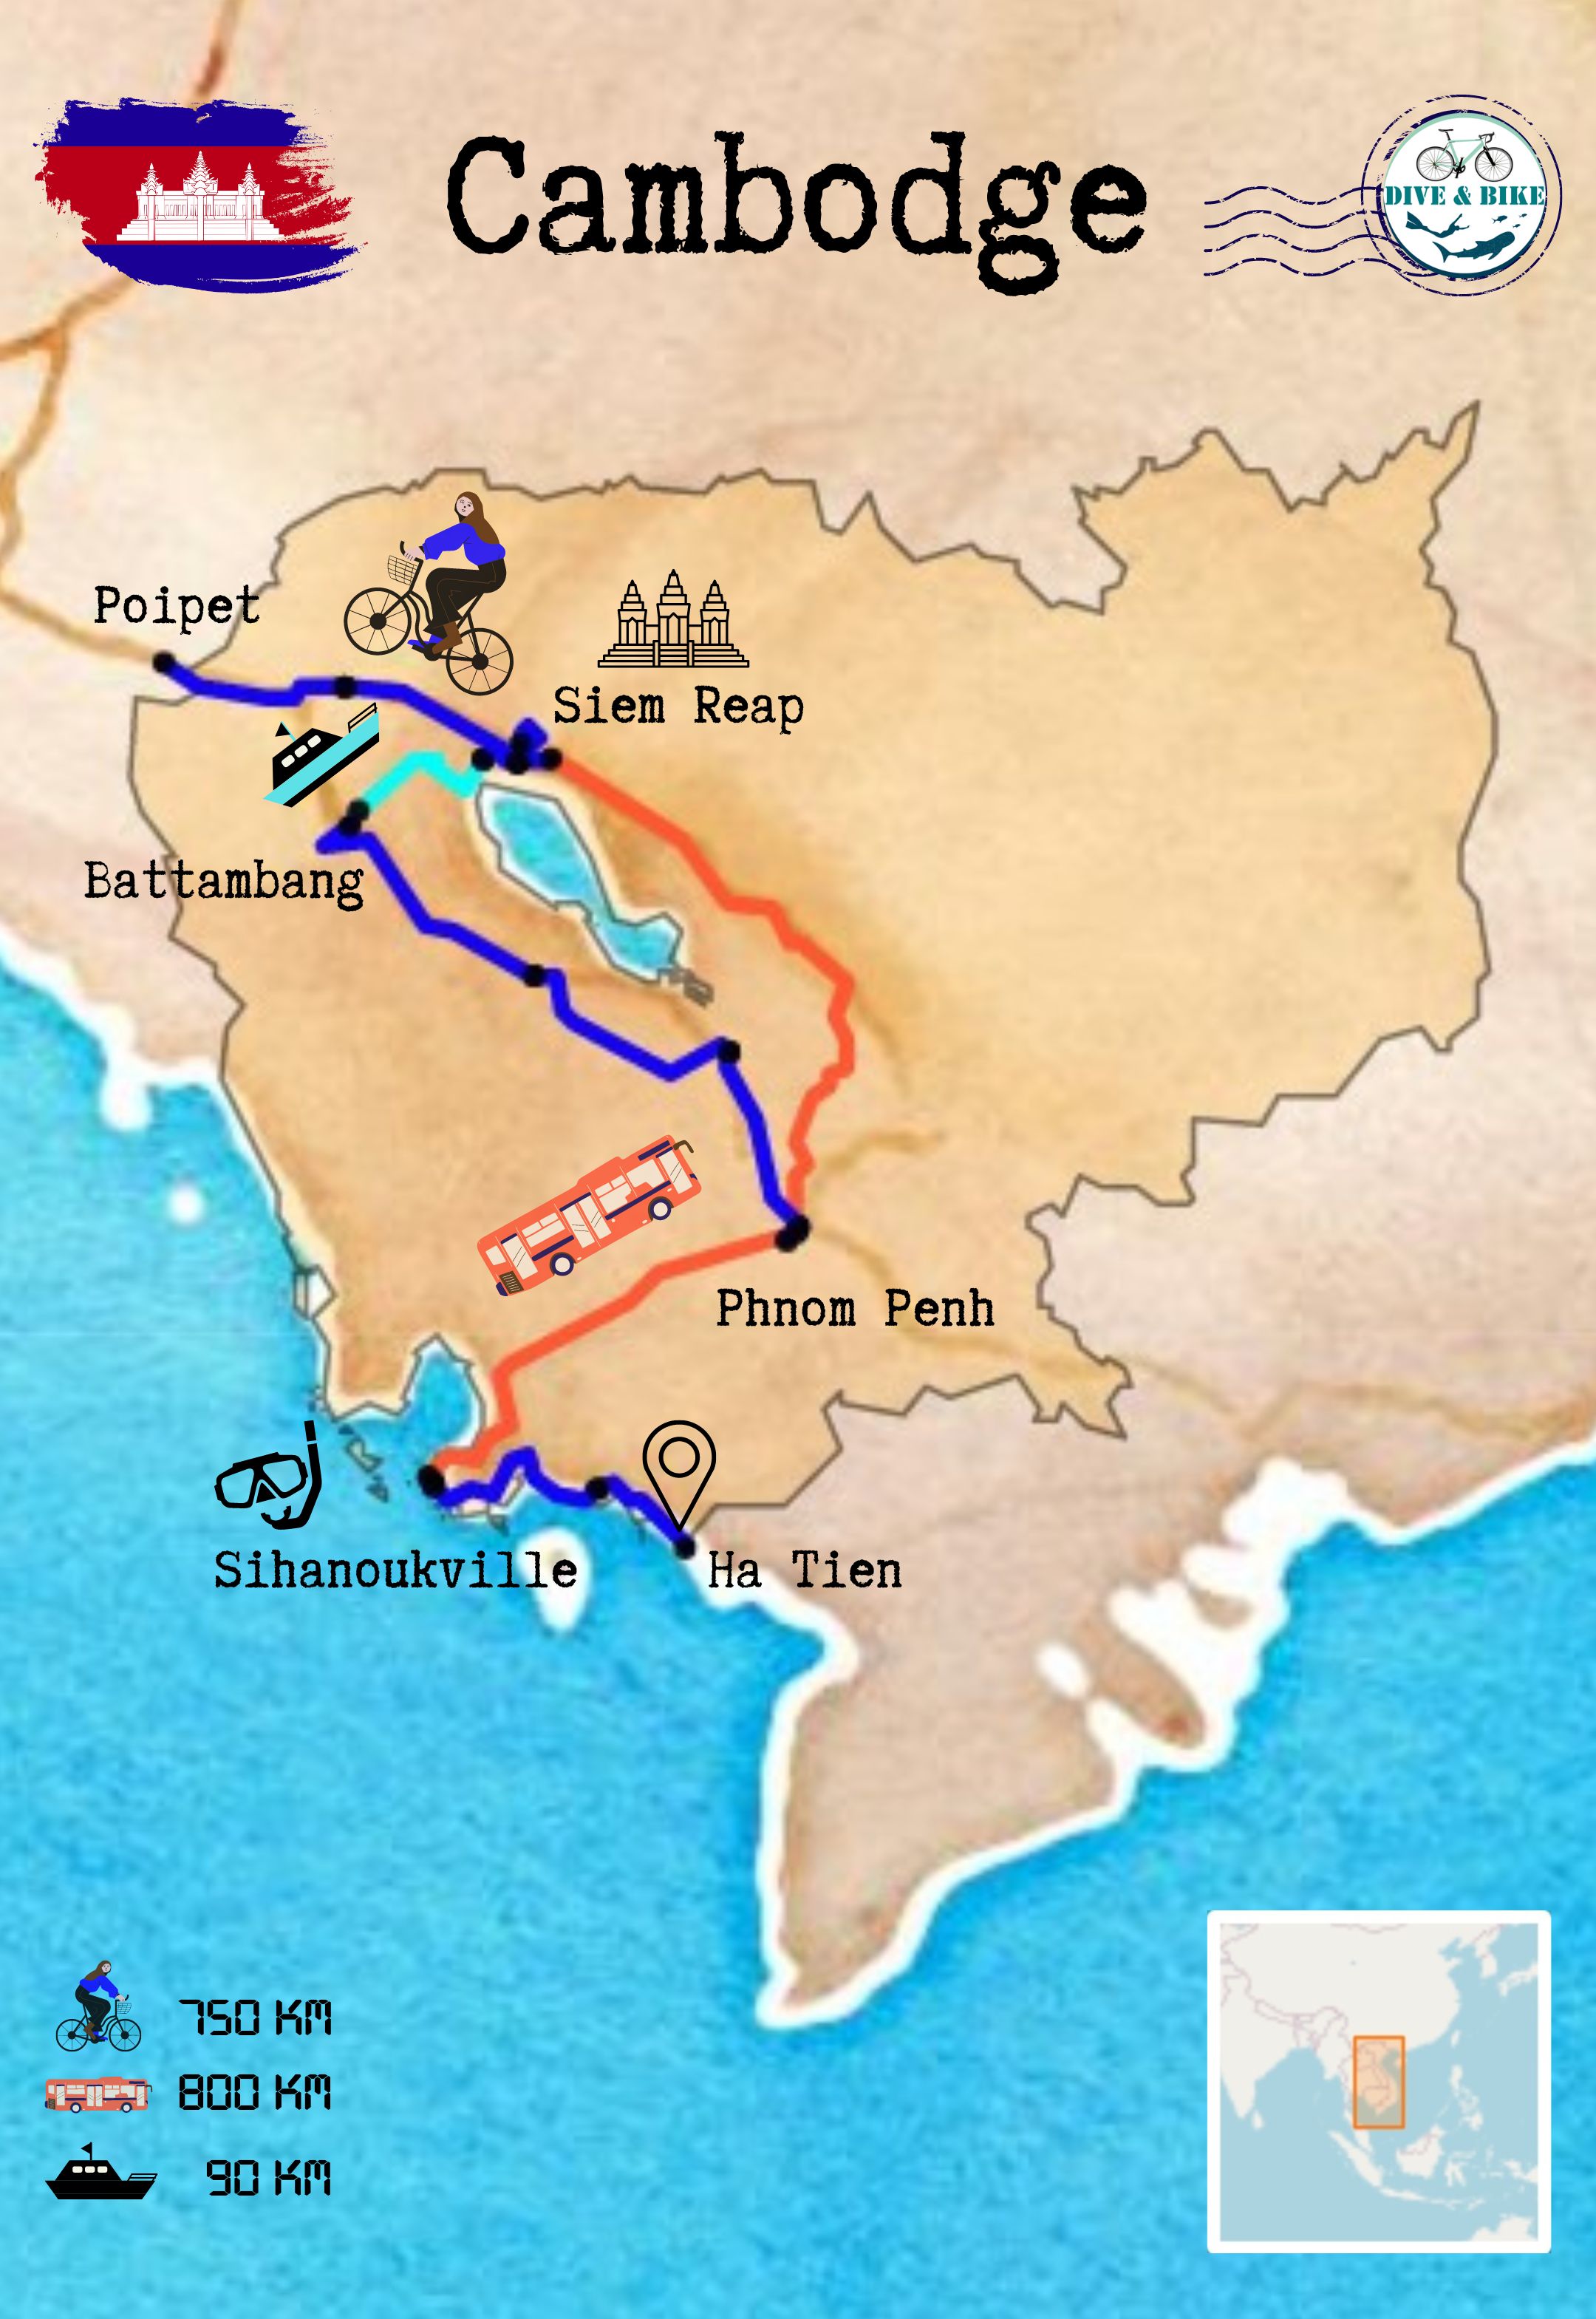 Cambodge
DIVE & BIKE
Poipet
Siem Reap
Battambang
Phnom Penh
Sihanoukville
Ha Tien
750 KM
800 KM
90 KM